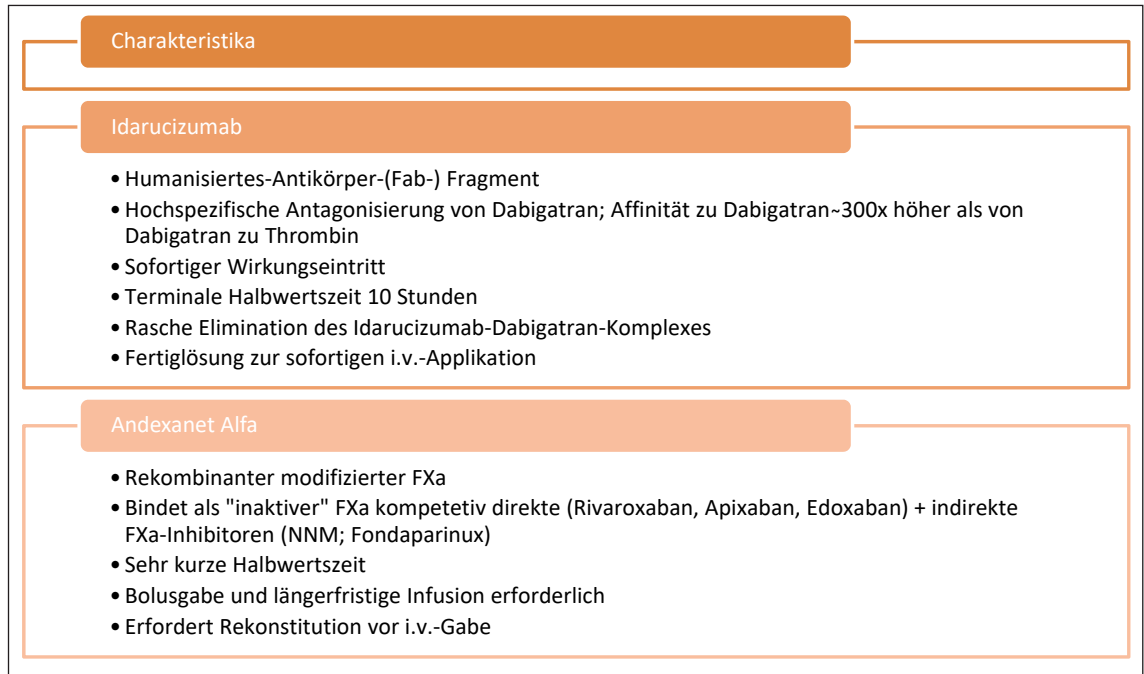 Charakteristika
Idarucizumab
• Humanisiertes-Antikörper-(Fab-) Fragment
• Hochspezifische Antagonisierung von Dabigatran; Affinität zu Dabigatran~300x höher als von
Dabigatran zu Thrombin
• Sofortiger Wirkungseintritt
• Terminale Halbwertszeit 10 Stunden
• Rasche Elimination des Idarucizumab-Dabigatran-Komplexes
• Fertiglösung zur sofortigen i.v.-Applikation
Andexanet Alfa
• Rekombinanter modifizierter FXa
• Bindet als "inaktiver" FXa kompetetiv direkte (Rivaroxaban, Apixaban, Edoxaban) + indirekte
FXa-Inhibitoren (NNM; Fondaparinux)
• Sehr kurze Halbwertszeit
• Bolusgabe und längerfristige Infusion erforderlich
• Erfordert Rekonstitution vor i.v.-Gabe